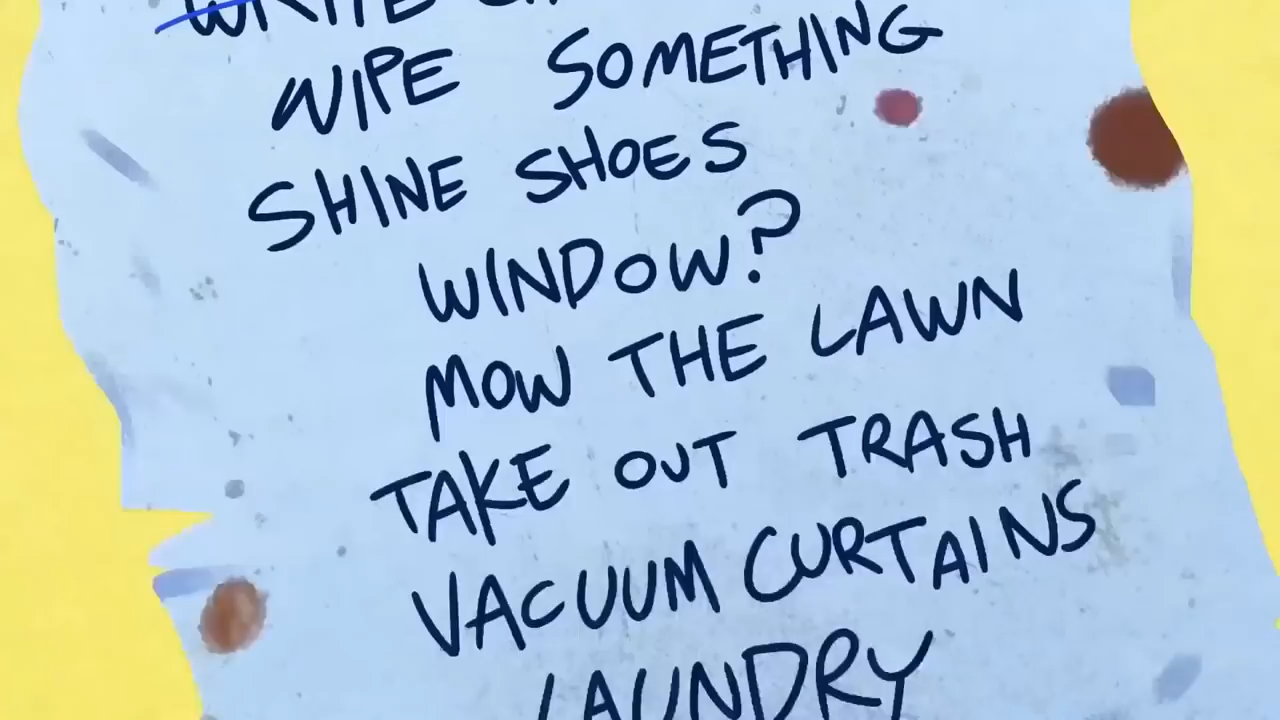 WIPE SOMETHING
SHINE SHOES
WINDOW?
MOW THE LAWN
TAKE OUT TRASH
VACUUM CURTAINS
LAUNDRY